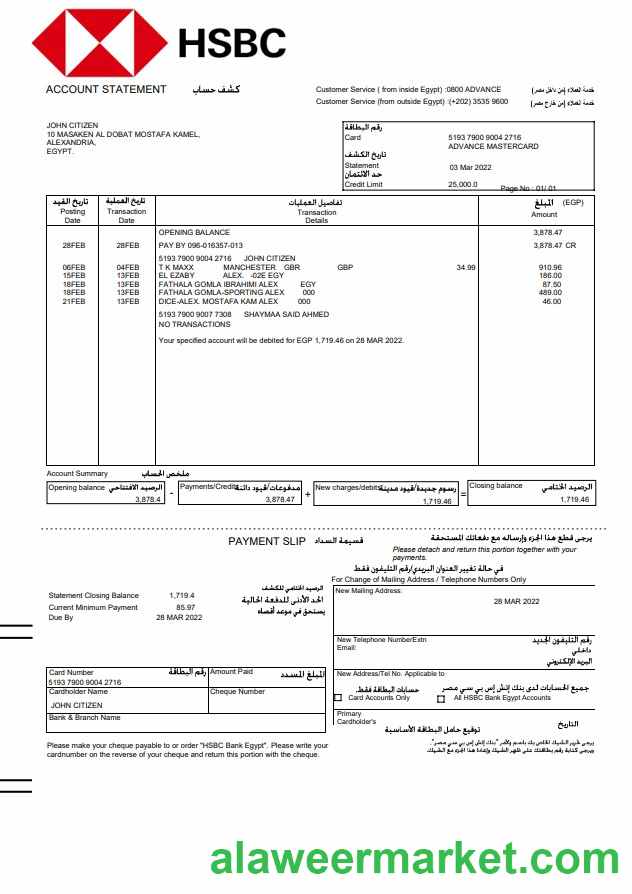 HSBC
ACCOUNT STATEMENT كشف حساب
Customer Service ( from inside Egypt) :0800 ADVANCE خدمة العملاء (من داخل مصر)
Customer Service (from outside Egypt) :(+202) 3535 9600 خدمة العملاء (من خارج مصر)
JOHN CITIZEN
10 MASAKEN AL DOBAT MOSTAFA KAMEL,
ALEXANDRIA,
EGYPT.
رقم البطاقة
Card 5193 7900 9004 2716
ADVANCE MASTERCARD
تاريخ الكشف
Statement 03 Mar 2022
حد الائتمان
Credit Limit 25,000.0
Page No : 01/ 01
تاريخ القيد تاريخ العملية تفاصيل العمليات المبلغ (EGP)
Posting Transaction Transaction Amount
Date Date Details
OPENING BALANCE 3,878.47
28FEB 28FEB PAY BY 096-016357-013 3,878.47 CR
5193 7900 9004 2716 JOHN CITIZEN
06FEB 04FEB T K MAXX MANCHESTER GBR GBP 34.99 910.96
15FEB 13FEB EL EZABY ALEX. -02E EGY 186.00
18FEB 13FEB FATHALA GOMLA IBRAHIMI ALEX EGY 87.50
18FEB 13FEB FATHALA GOMLA-SPORTING ALEX 000 489.00
21FEB 13FEB DICE-ALEX. MOSTAFA KAM ALEX 000 46.00
5193 7900 9007 7308 SHAYMAA SAID AHMED
NO TRANSACTIONS
Your specified account will be debited for EGP 1,719.46 on 28 MAR 2022.
Account Summary ملخص الحساب
Opening balance الرصيد الافتتاحي Payments/Credits مدفوعات/قيود دائنة New charges/debits رسوم جديدة/قيود مدينة Closing balance الرصيد الختامي
3,878.4 - 3,878.47 + 1,719.46 = 1,719.46
PAYMENT SLIP قسيمة السداد
يرجى قطع هذا الجزء وإرساله مع دفعاتك المستحقة
Please detach and return this portion together with your
payments.
في حالة تغيير العنوان البريدي/رقم التليفون فقط
For Change of Mailing Address / Telephone Numbers Only
Statement Closing Balance 1,719.4 الرصيد الختامي للكشف
Current Minimum Payment 85.97 الحد الأدنى للدفعة الحالية
Due By 28 MAR 2022 يستحق في موعد أقصاه
New Mailing Address:
28 MAR 2022
New Telephone Number/Extn رقم التليفون الجديد
داخلي
Email: البريد الإلكتروني
New Address/Tel No. Applicable to
حسابات البطاقة فقط. جميع الحسابات لدى بنك إتش إس بي سي مصر
Card Accounts Only All HSBC Bank Egypt Accounts
Primary
Cardholder's توقيع حامل البطاقة الأساسية التاريخ
Card Number رقم البطاقة Amount Paid المبلغ المسدد
5193 7900 9004 2716
Cardholder Name Cheque Number
JOHN CITIZEN
Bank & Branch Name
Please make your cheque payable to or order "HSBC Bank Egypt". Please write your
cardnumber on the reverse of your cheque and return this portion with the cheque.
يرجى تحرير الشيك الخاص بك باسم ولأمر "بنك إتش إس بي سي مصر".
ويرجى كتابة رقم بطاقتك على ظهر الشيك وإعادة هذا الجزء مع الشيك.
alaweermarket.com